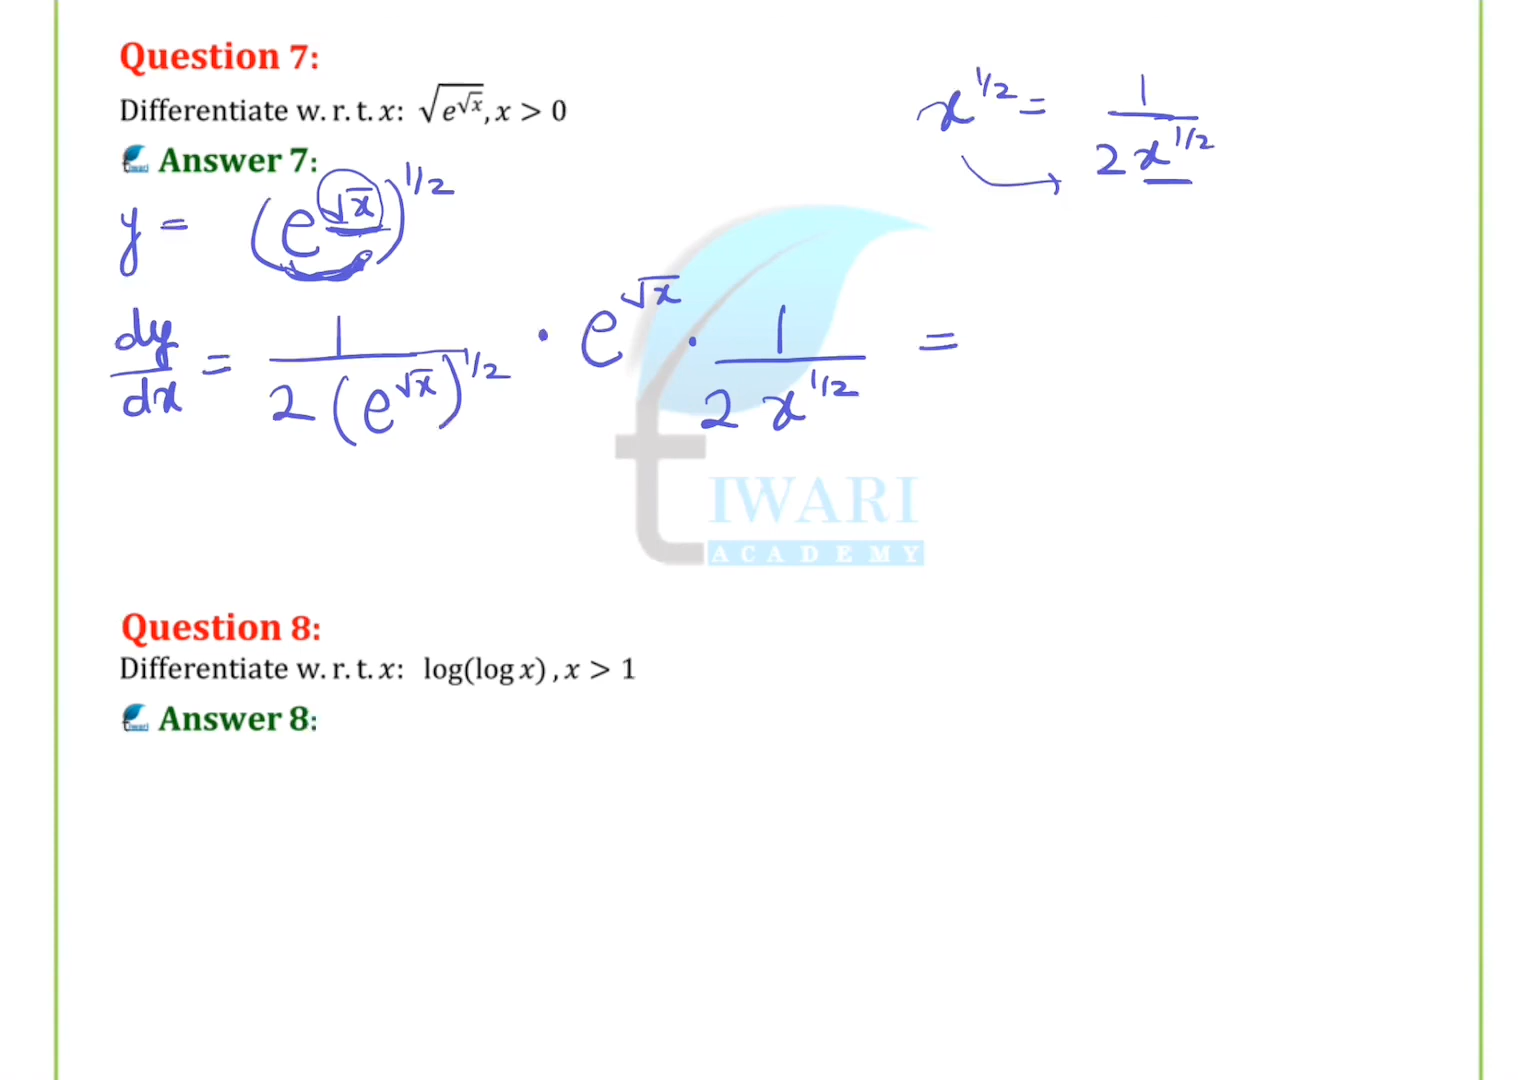 Question 7:
Differentiate w. r. t. x: √(e^√x), x > 0
x^1/2 = 1/(2x^1/2)
Answer 7:
y = (e^√x)^1/2
dy/dx = 1/(2(e^√x)^1/2) · e^√x · 1/(2x^1/2) =
tIWARI
ACADEMY
Question 8:
Differentiate w. r. t. x: log(log x), x > 1
Answer 8: